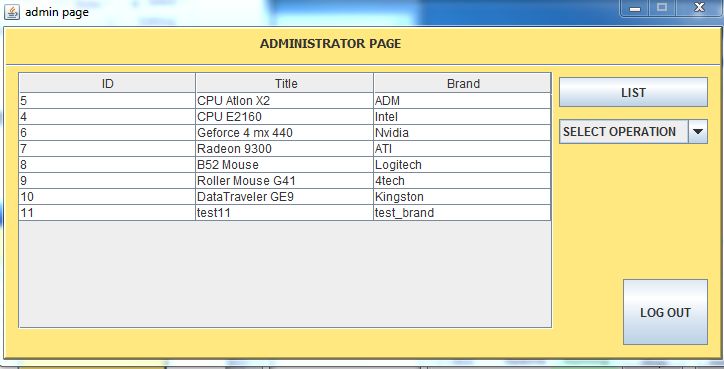 admin page
ADMINISTRATOR PAGE
ID Title Brand
5 CPU Atlon X2 ADM
4 CPU E2160 Intel
6 Geforce 4 mx 440 Nvidia
7 Radeon 9300 ATI
8 B52 Mouse Logitech
9 Roller Mouse G41 4tech
10 DataTraveler GE9 Kingston
11 test11 test_brand
LIST
SELECT OPERATION
LOG OUT